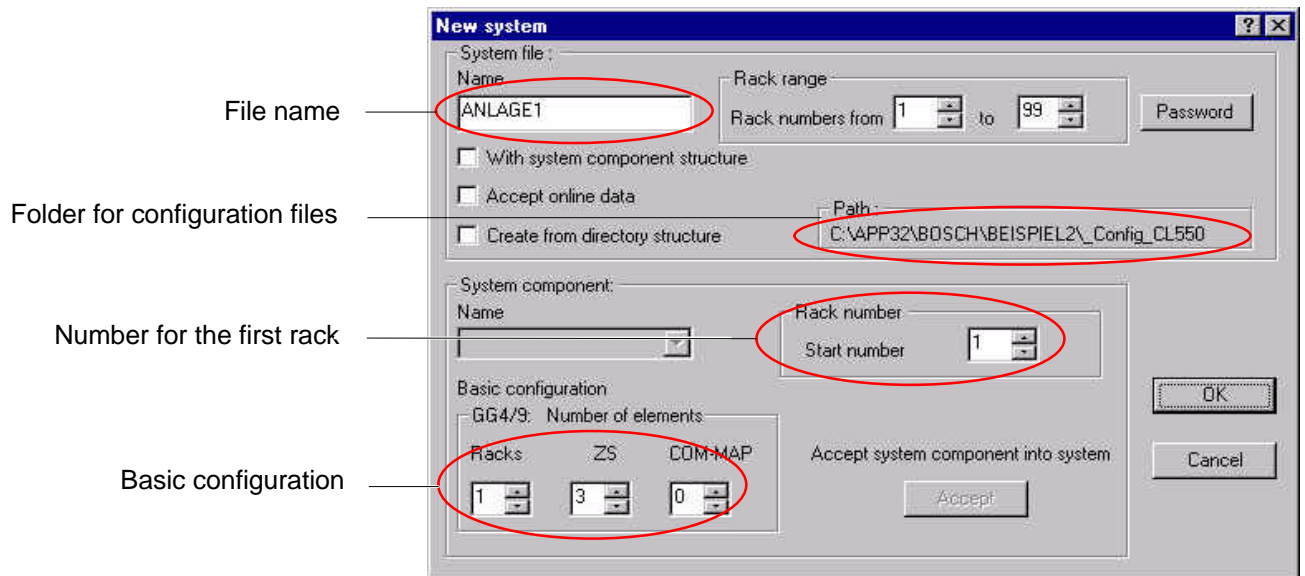 New system
System file :
Name
Rack range
File name
ANLAGE1
Rack numbers from 1 to 99
Password
With system component structure
Accept online data
Folder for configuration files
Path :
Create from directory structure
C:\APP32\BOSCH\BEISPIEL2\_Config_CL550
System component:
Name
Rack number
Number for the first rack
Start number 1
Basic configuration
OK
GG4/9: Number of elements
Racks ZS COM-MAP
Accept system component into system
Cancel
Basic configuration
1 3 0
Accept